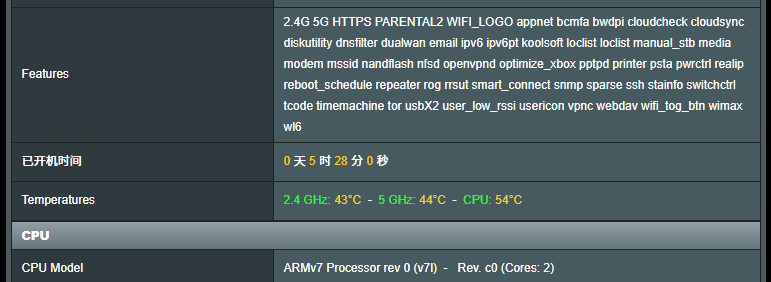 2.4G 5G HTTPS PARENTAL2 WIFI_LOGO appnet bcmfa bwdpi cloudcheck cloudsync
diskutility dnsfilter dualwan email ipv6 ipv6pt koolsoft loclist loclist manual_stb media
Features
modem mssid nandflash nfsd openvpnd optimize_xbox pptpd printer psta pwrctrl realip
reboot_schedule repeater rog rrsut smart_connect snmp sparse ssh stainfo switchctrl
tcode timemachine tor usbX2 user_low_rssi usericon vpnc webdav wifi_tog_btn wimax
wl6
已开机时间 0 天 5 时 28 分 0 秒
Temperatures 2.4 GHz: 43°C - 5 GHz: 44°C - CPU: 54°C
CPU
CPU Model ARMv7 Processor rev 0 (v7l) - Rev. c0 (Cores: 2)